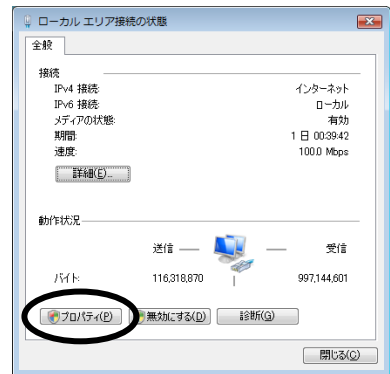 ローカル エリア接続の状態
全般
接続
IPv4 接続: インターネット
IPv6 接続: ローカル
メディアの状態: 有効
期間: 1 日 00:39:42
速度: 100.0 Mbps
詳細(E)...
動作状況
送信 受信
バイト: 116,318,870 997,144,601
プロパティ(P) 無効にする(D) 診断(G)
閉じる(C)